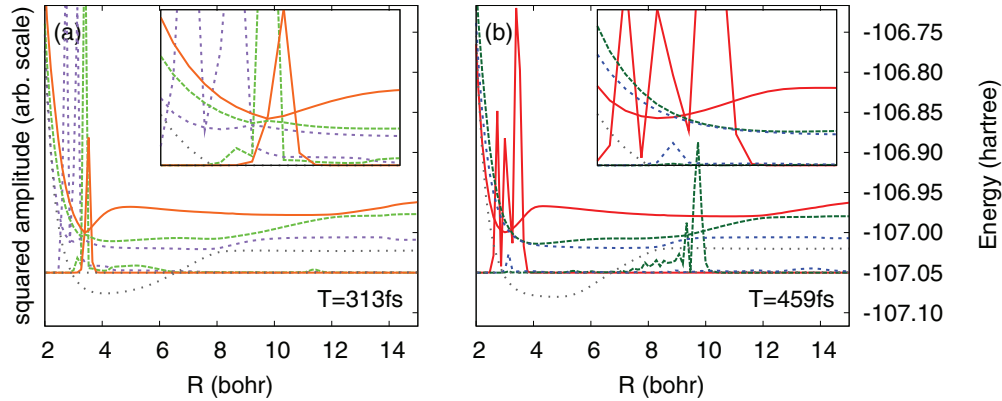 squared amplitude (arb. scale)
(a)
T=313fs
2 4 6 8 10 12 14
R (bohr)
(b)
T=459fs
2 4 6 8 10 12 14
R (bohr)
-106.75
-106.80
-106.85
-106.90
-106.95
-107.00
-107.05
-107.10
Energy (hartree)